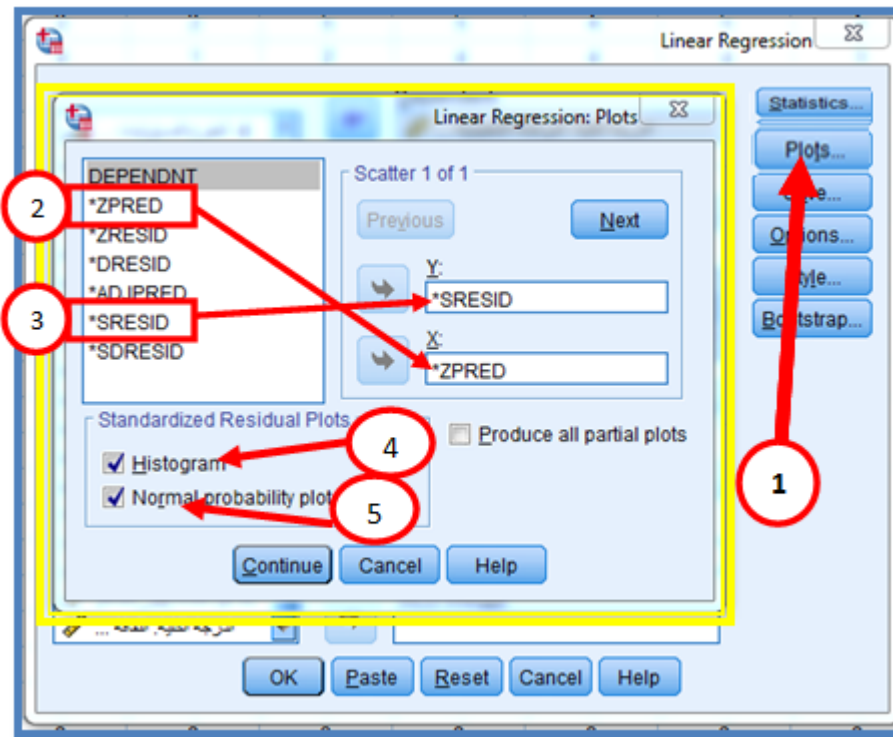 Linear Regression
Statistics...
Plots...
Options...
Bootstrap...
Linear Regression: Plots
DEPENDNT
*ZPRED
*ZRESID
*DRESID
*ADJPRED
*SRESID
*SDRESID
Scatter 1 of 1
Previous
Next
Y:
*SRESID
X:
*ZPRED
Standardized Residual Plots
Histogram
Normal probability plot
Produce all partial plots
Continue
Cancel
Help
OK
Paste
Reset
Cancel
Help
1
2
3
4
5